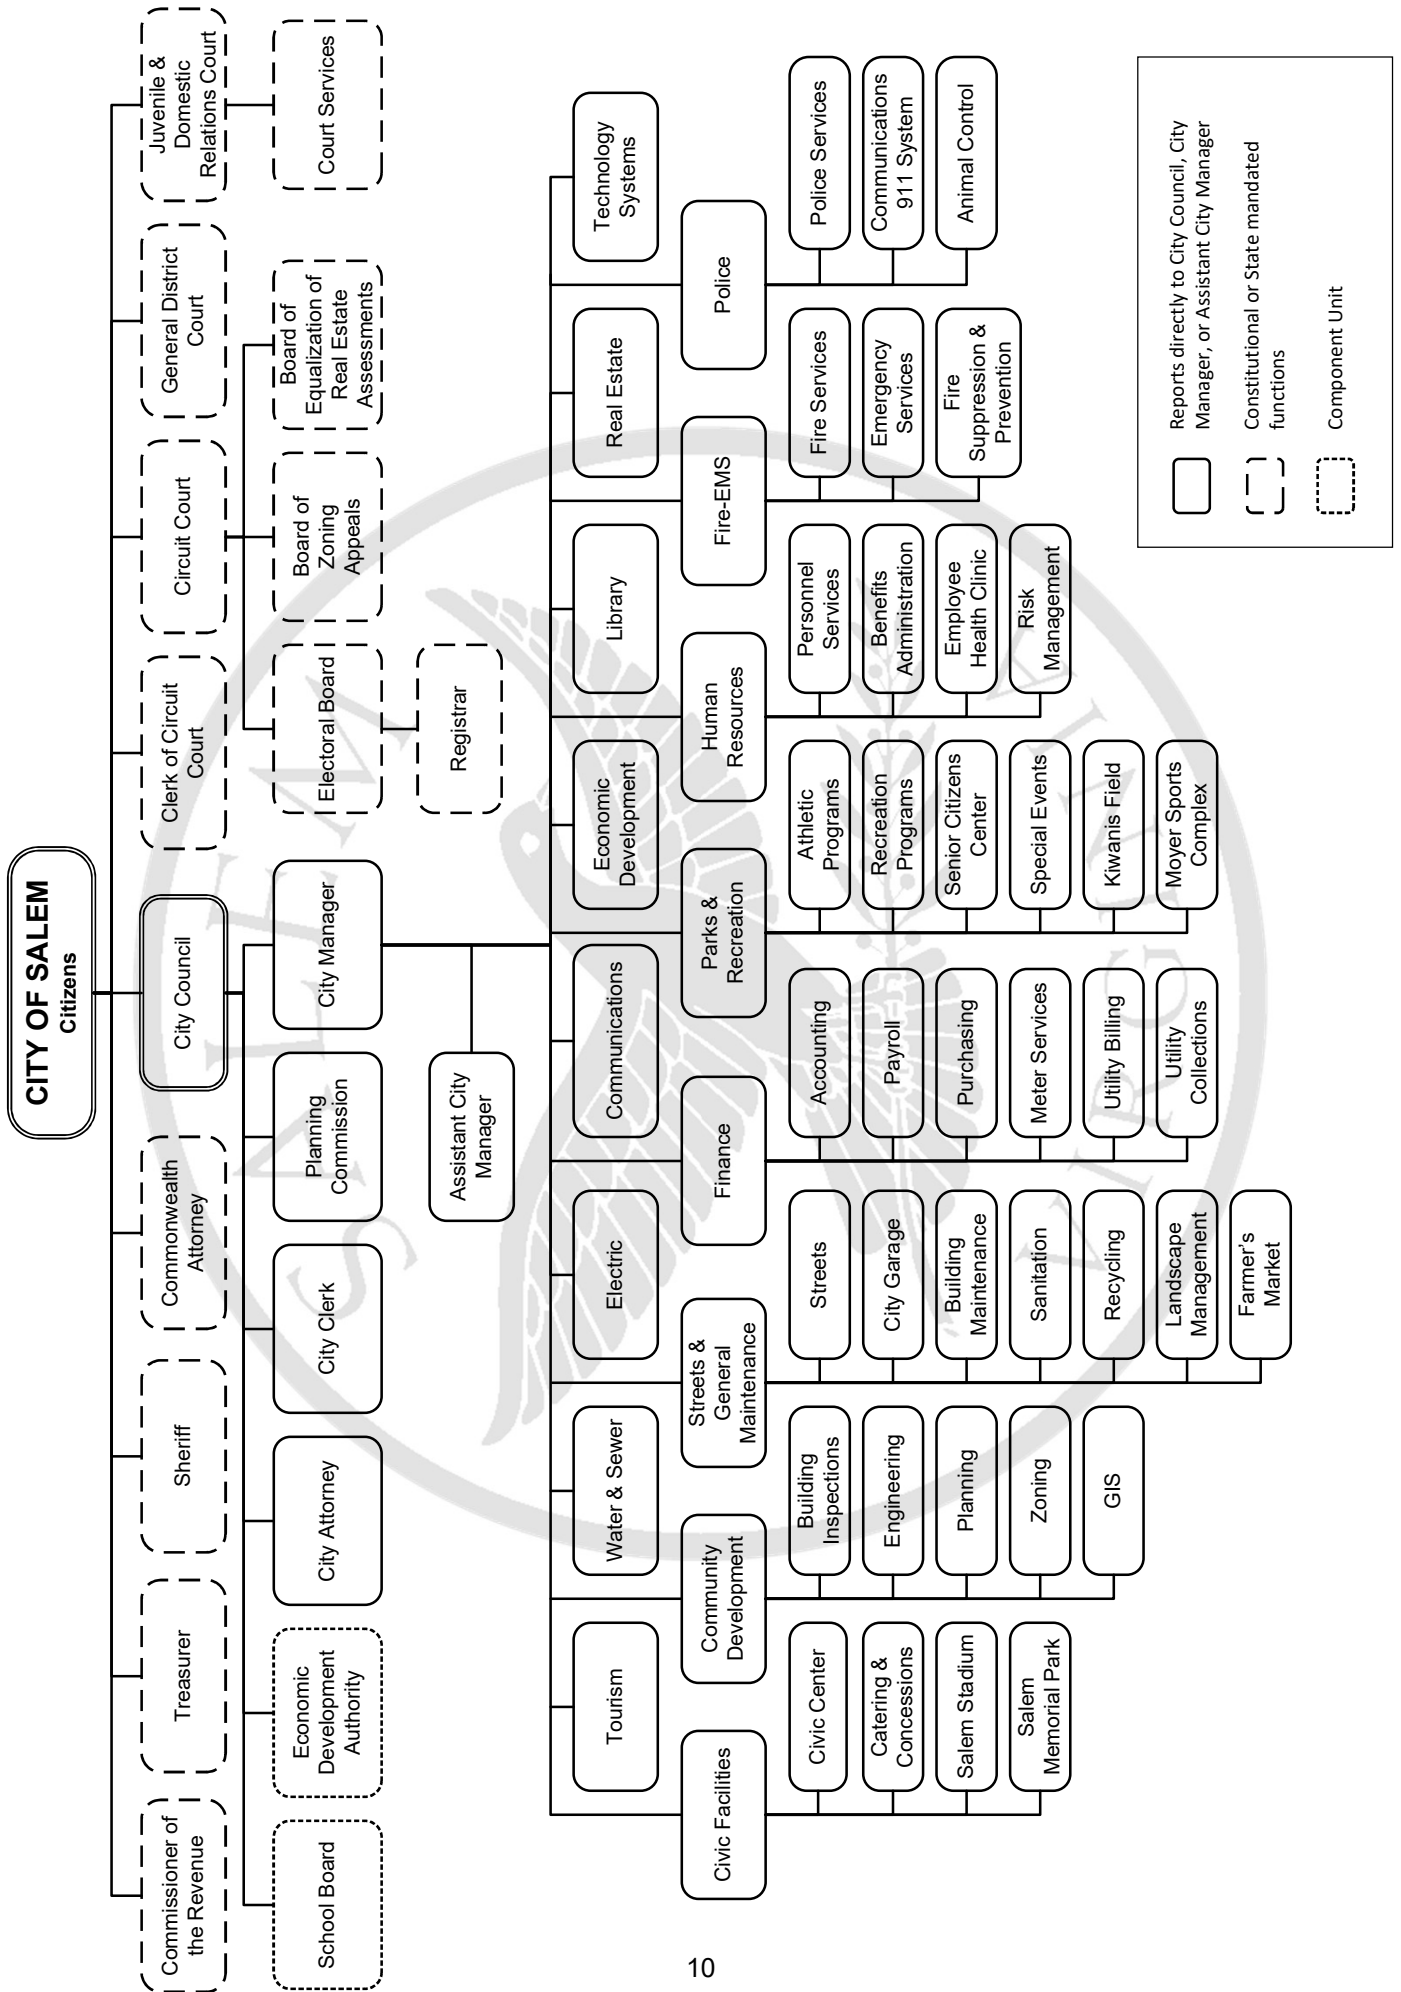 CITY OF SALEM
Citizens
Commissioner of
the Revenue
Treasurer
Sheriff
Commonwealth
Attorney
City Council
Clerk of Circuit
Court
Circuit Court
General District
Court
Juvenile &
Domestic
Relations Court
School Board
Economic
Development
Authority
City Attorney
City Clerk
Planning
Commission
City Manager
Electoral Board
Board of
Zoning
Appeals
Board of
Equalization of
Real Estate
Assessments
Court Services
Assistant City
Manager
Registrar
Tourism
Water & Sewer
Electric
Communications
Economic
Development
Library
Real Estate
Technology
Systems
Civic Facilities
Community
Development
Streets &
General
Maintenance
Finance
Parks &
Recreation
Human
Resources
Fire-EMS
Police
Civic Center
Catering &
Concessions
Salem Stadium
Salem
Memorial Park
Building
Inspections
Engineering
Planning
Zoning
GIS
Streets
City Garage
Building
Maintenance
Sanitation
Recycling
Landscape
Management
Farmer's
Market
Accounting
Payroll
Purchasing
Meter Services
Utility Billing
Utility
Collections
Athletic
Programs
Recreation
Programs
Senior Citizens
Center
Special Events
Kiwanis Field
Moyer Sports
Complex
Personnel
Services
Benefits
Administration
Employee
Health Clinic
Risk
Management
Fire Services
Emergency
Services
Fire
Suppression &
Prevention
Police Services
Communications
911 System
Animal Control
Reports directly to City Council, City
Manager, or Assistant City Manager
Constitutional or State mandated
functions
Component Unit
SALEM
VIRGINIA
10